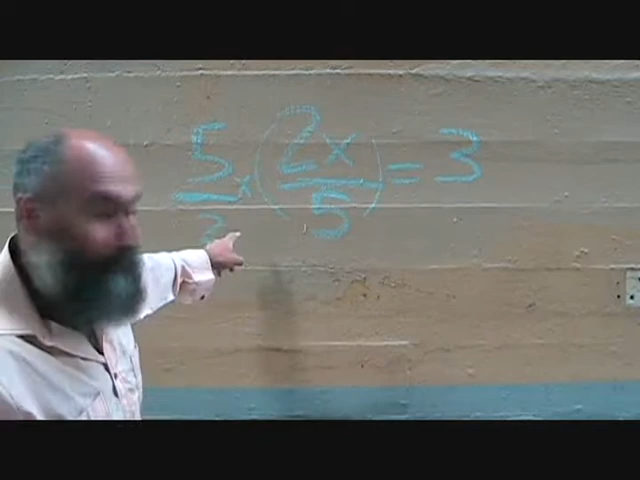 5/2 x (2x/5) = 3